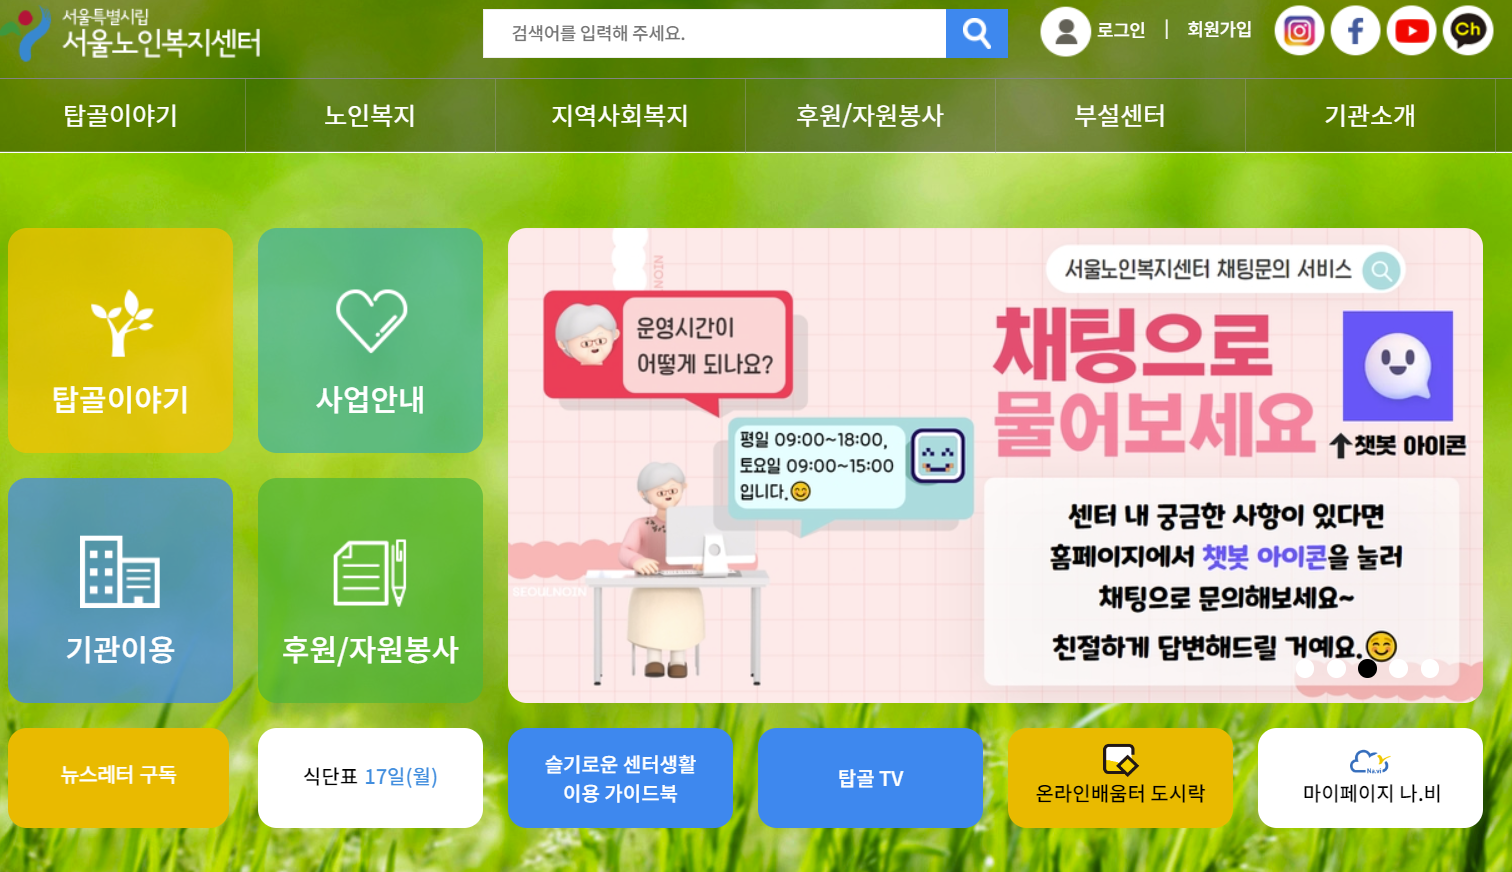 서울특별시립
서울노인복지센터
검색어를 입력해 주세요.
로그인 | 회원가입
Ch
탑골이야기
노인복지
지역사회복지
후원/자원봉사
부설센터
기관소개
탑골이야기
사업안내
기관이용
후원/자원봉사
NOIN
운영시간이
어떻게 되나요?
평일 09:00~18:00,
토요일 09:00~15:00
입니다.😊
SEOULNOIN
서울노인복지센터 채팅문의 서비스
채팅으로
물어보세요
↑챗봇 아이콘
센터 내 궁금한 사항이 있다면
홈페이지에서 챗봇 아이콘을 눌러
채팅으로 문의해보세요~
친절하게 답변해드릴 거예요.😊
뉴스레터 구독
식단표 17일(월)
슬기로운 센터생활
이용 가이드북
탑골 TV
온라인배움터 도시락
Na.vi
마이페이지 나.비